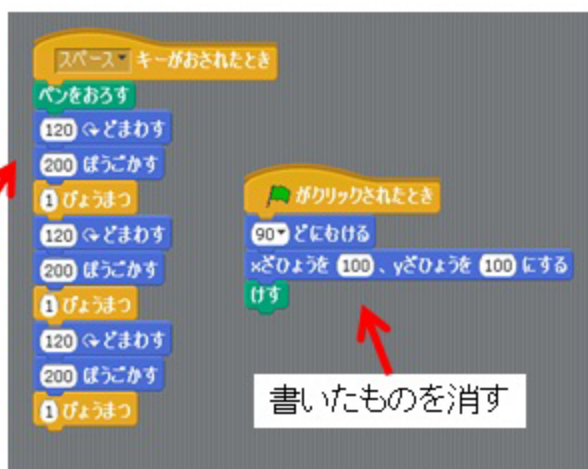 スペース キーがおされたとき
ペンをおろす
120 どまわす
200 ほうごかす
1 びょうまつ
120 どまわす
200 ほうごかす
1 びょうまつ
120 どまわす
200 ほうごかす
1 びょうまつ
がクリックされたとき
90 どにむける
xざひょうを 100 、yざひょうを 100 にする
けす
書いたものを消す